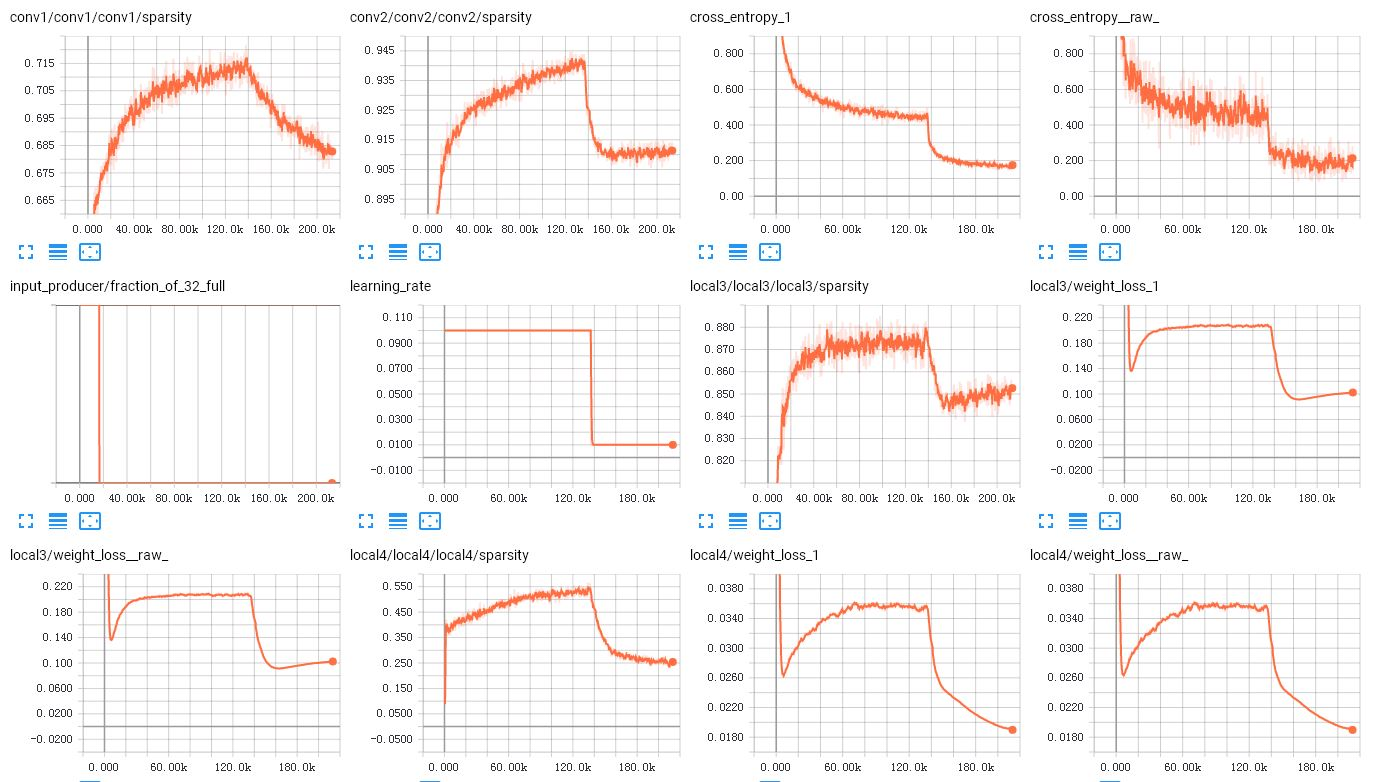 conv1/conv1/conv1/sparsity
0.715
0.705
0.695
0.685
0.675
0.665
0.000 40.00k 80.00k 120.0k 160.0k 200.0k
conv2/conv2/conv2/sparsity
0.945
0.935
0.925
0.915
0.905
0.895
0.000 40.00k 80.00k 120.0k 160.0k 200.0k
cross_entropy_1
0.800
0.600
0.400
0.200
0.00
0.000 60.00k 120.0k 180.0k
cross_entropy__raw_
0.800
0.600
0.400
0.200
0.00
0.000 60.00k 120.0k 180.0k
input_producer/fraction_of_32_full
0.000 40.00k 80.00k 120.0k 160.0k 200.0k
learning_rate
0.110
0.0900
0.0700
0.0500
0.0300
0.0100
-0.0100
0.000 60.00k 120.0k 180.0k
local3/local3/local3/sparsity
0.880
0.870
0.860
0.850
0.840
0.830
0.820
0.000 40.00k 80.00k 120.0k 160.0k 200.0k
local3/weight_loss_1
0.220
0.180
0.140
0.100
0.0600
0.0200
-0.0200
0.000 60.00k 120.0k 180.0k
local3/weight_loss__raw_
0.220
0.180
0.140
0.100
0.0600
0.0200
-0.0200
0.000 60.00k 120.0k 180.0k
local4/local4/local4/sparsity
0.550
0.450
0.350
0.250
0.150
0.0500
-0.0500
0.000 60.00k 120.0k 180.0k
local4/weight_loss_1
0.0380
0.0340
0.0300
0.0260
0.0220
0.0180
0.000 60.00k 120.0k 180.0k
local4/weight_loss__raw_
0.0380
0.0340
0.0300
0.0260
0.0220
0.0180
0.000 60.00k 120.0k 180.0k